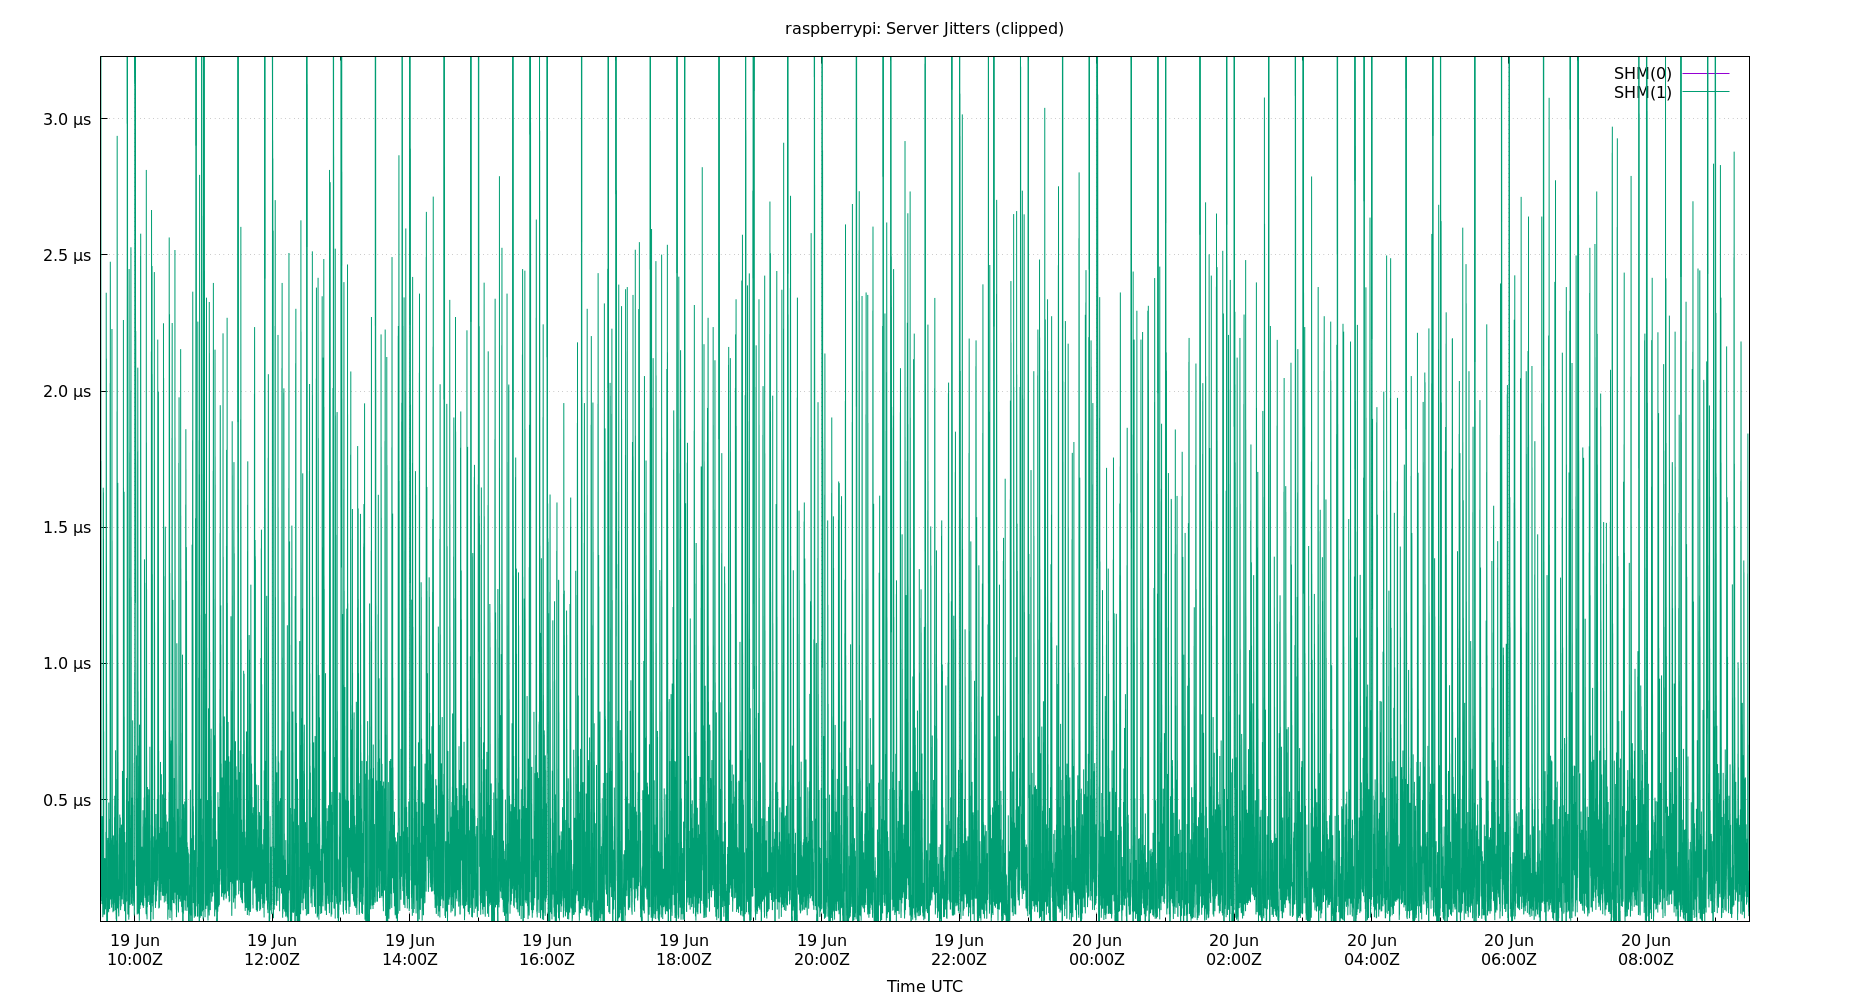 raspberrypi: Server Jitters (clipped)
SHM(0)
SHM(1)
3.0 µs
2.5 µs
2.0 µs
1.5 µs
1.0 µs
0.5 µs
19 Jun 19 Jun 19 Jun 19 Jun 19 Jun 19 Jun 19 Jun 20 Jun 20 Jun 20 Jun 20 Jun 20 Jun
10:00Z 12:00Z 14:00Z 16:00Z 18:00Z 20:00Z 22:00Z 00:00Z 02:00Z 04:00Z 06:00Z 08:00Z
Time UTC